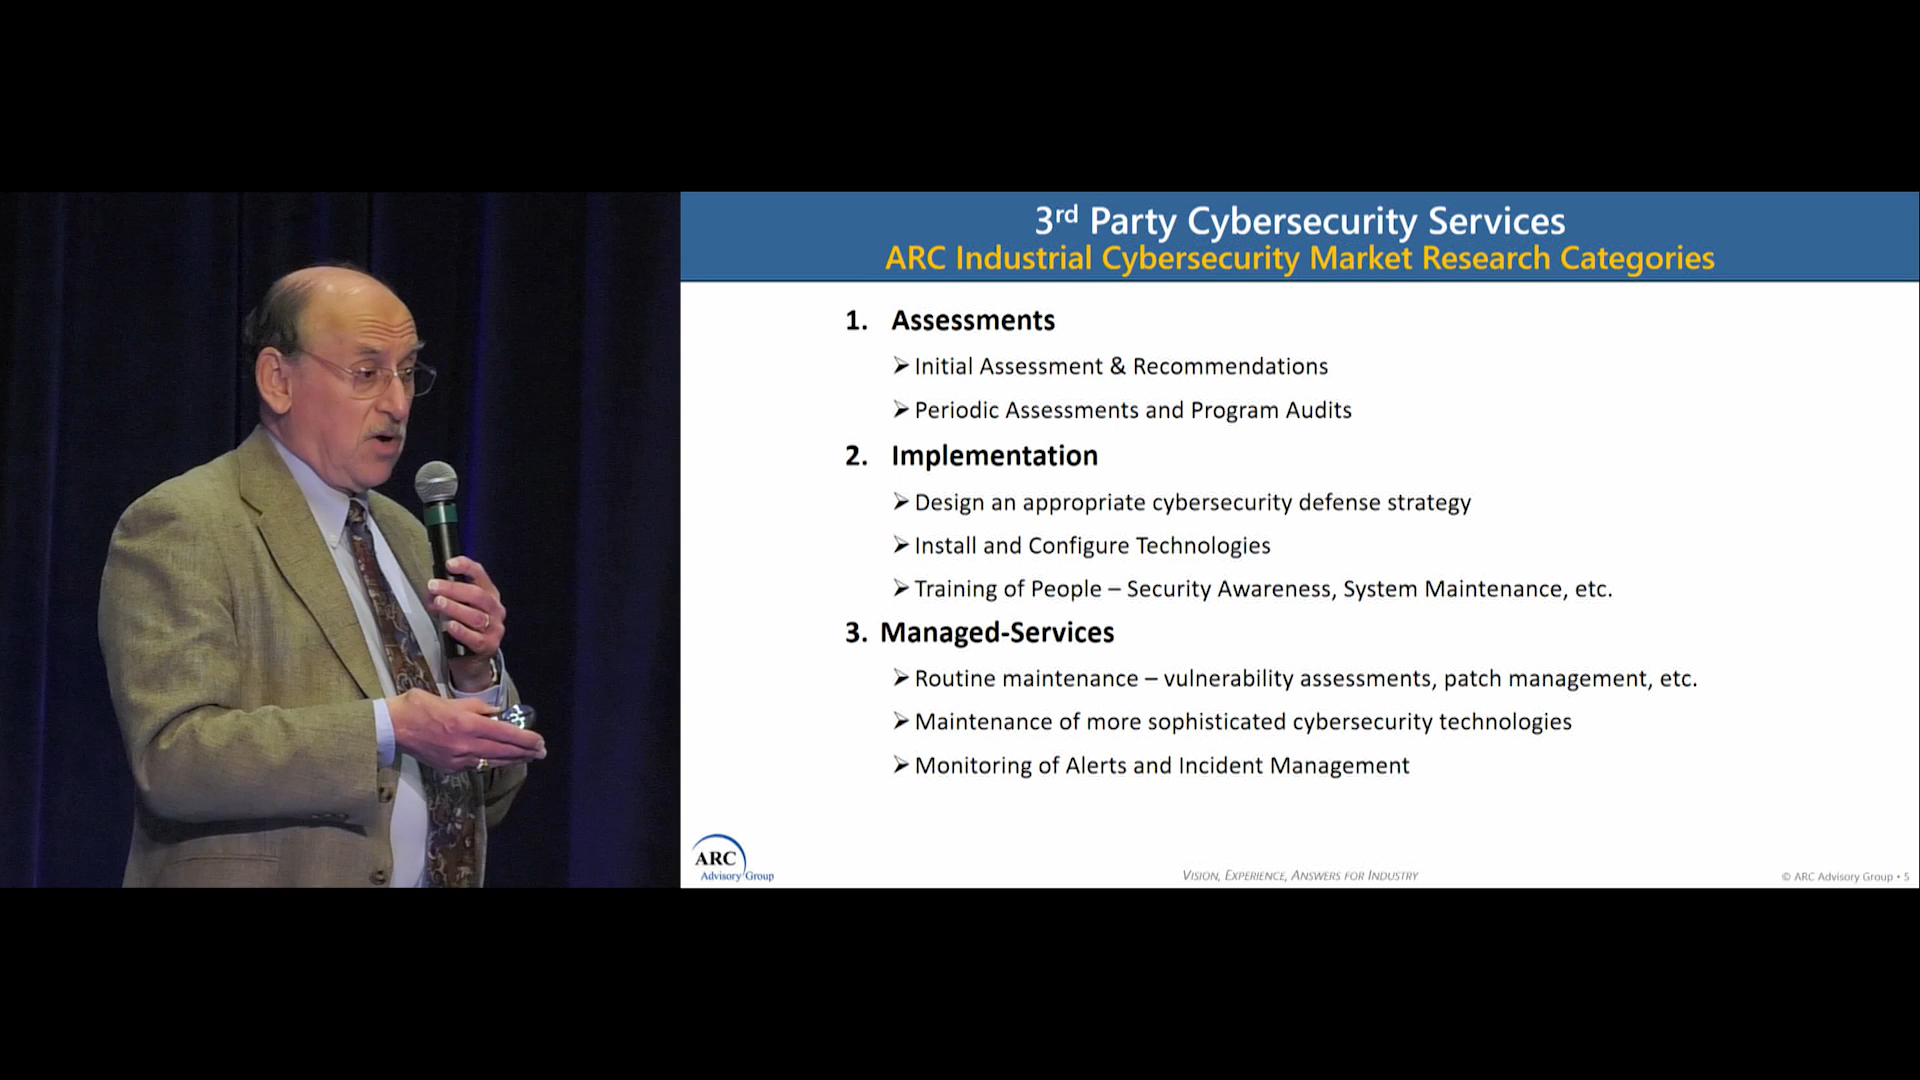 3rd Party Cybersecurity Services
ARC Industrial Cybersecurity Market Research Categories
1. Assessments
➢Initial Assessment & Recommendations
➢Periodic Assessments and Program Audits
2. Implementation
➢Design an appropriate cybersecurity defense strategy
➢Install and Configure Technologies
➢Training of People – Security Awareness, System Maintenance, etc.
3. Managed-Services
➢Routine maintenance – vulnerability assessments, patch management, etc.
➢Maintenance of more sophisticated cybersecurity technologies
➢Monitoring of Alerts and Incident Management
ARC
Advisory Group
VISION, EXPERIENCE, ANSWERS FOR INDUSTRY
© ARC Advisory Group • 5